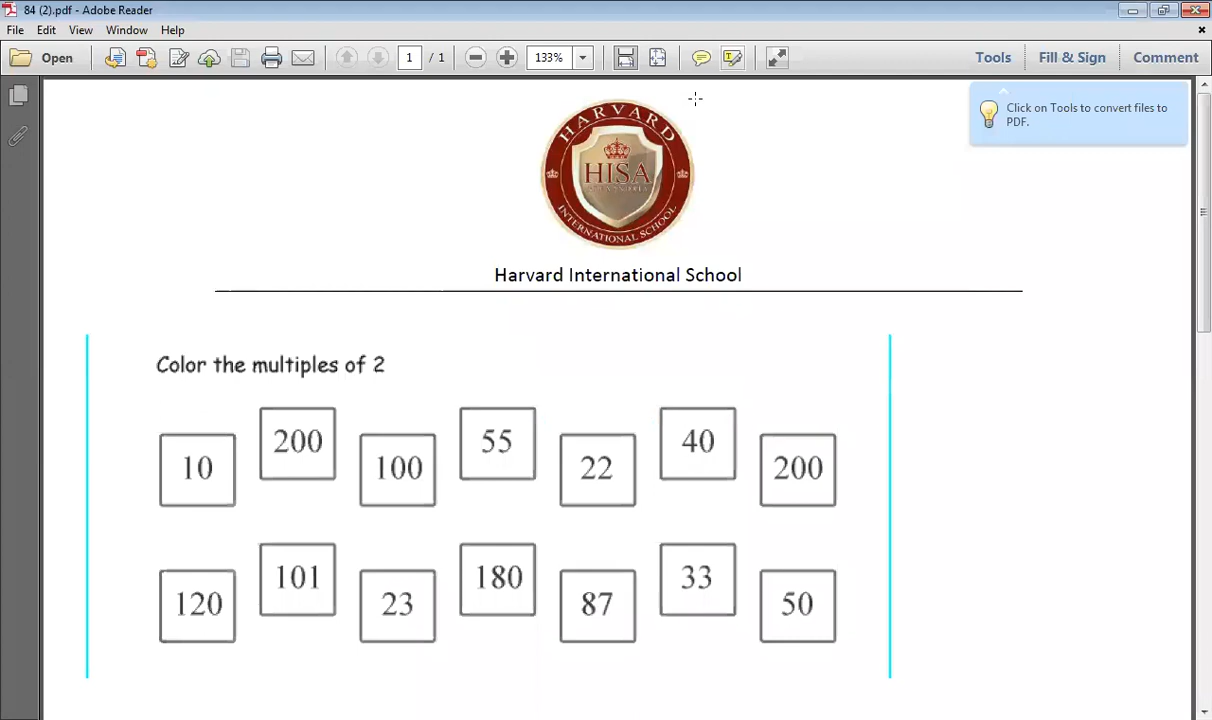 84 (2).pdf - Adobe Reader
File Edit View Window Help
Open 1 / 1 133% Tools Fill & Sign Comment
Click on Tools to convert files to
PDF.
HARVARD
HISA
INTERNATIONAL SCHOOL
Harvard International School
Color the multiples of 2
10 200 100 55 22 40 200
120 101 23 180 87 33 50